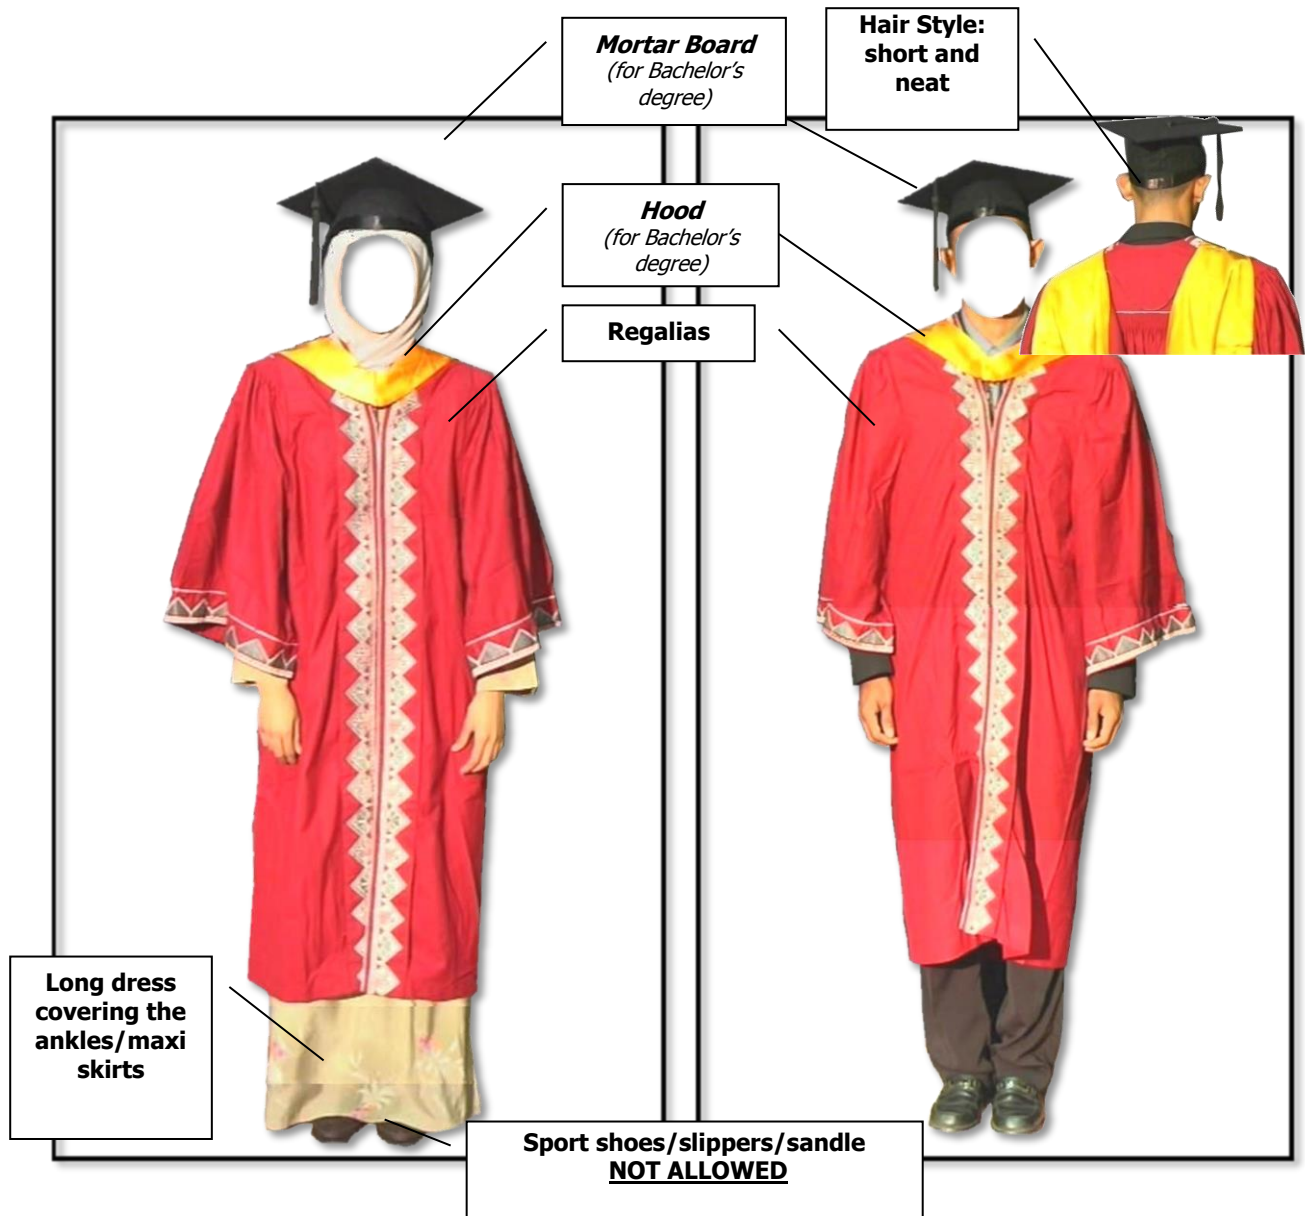 Mortar Board
(for Bachelor's
degree)
Hair Style:
short and
neat
Hood
(for Bachelor's
degree)
Regalias
Long dress
covering the
ankles/maxi
skirts
Sport shoes/slippers/sandle
NOT ALLOWED